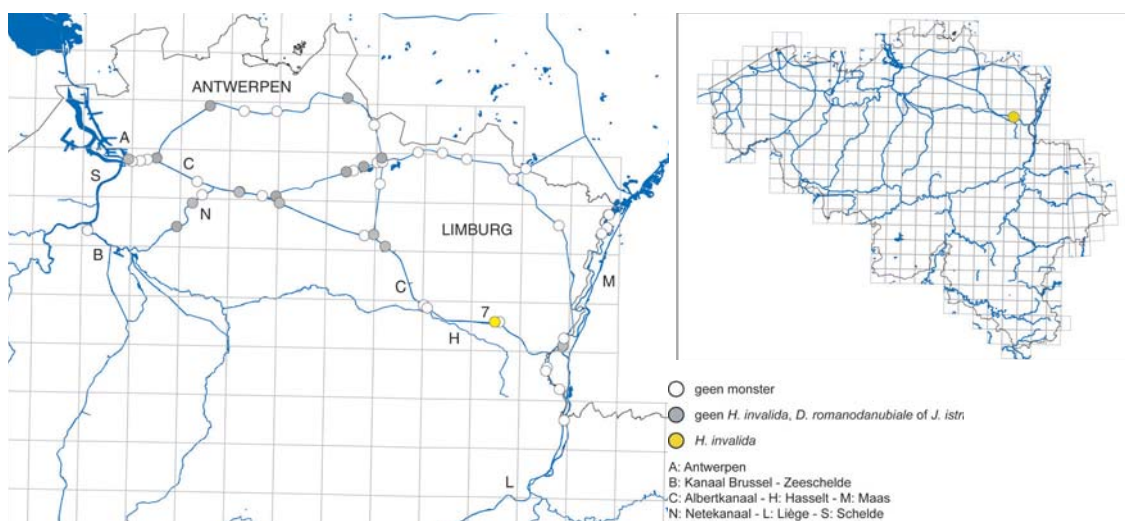 ANTWERPEN
A
C
S
N
B
LIMBURG
M
C
7
H
L
geen monster
geen H. invalida, D. romanodanubiale of J. istri
H. invalida
A: Antwerpen
B: Kanaal Brussel - Zeeschelde
C: Albertkanaal - H: Hasselt - M: Maas
N: Netekanaal - L: Liège - S: Schelde